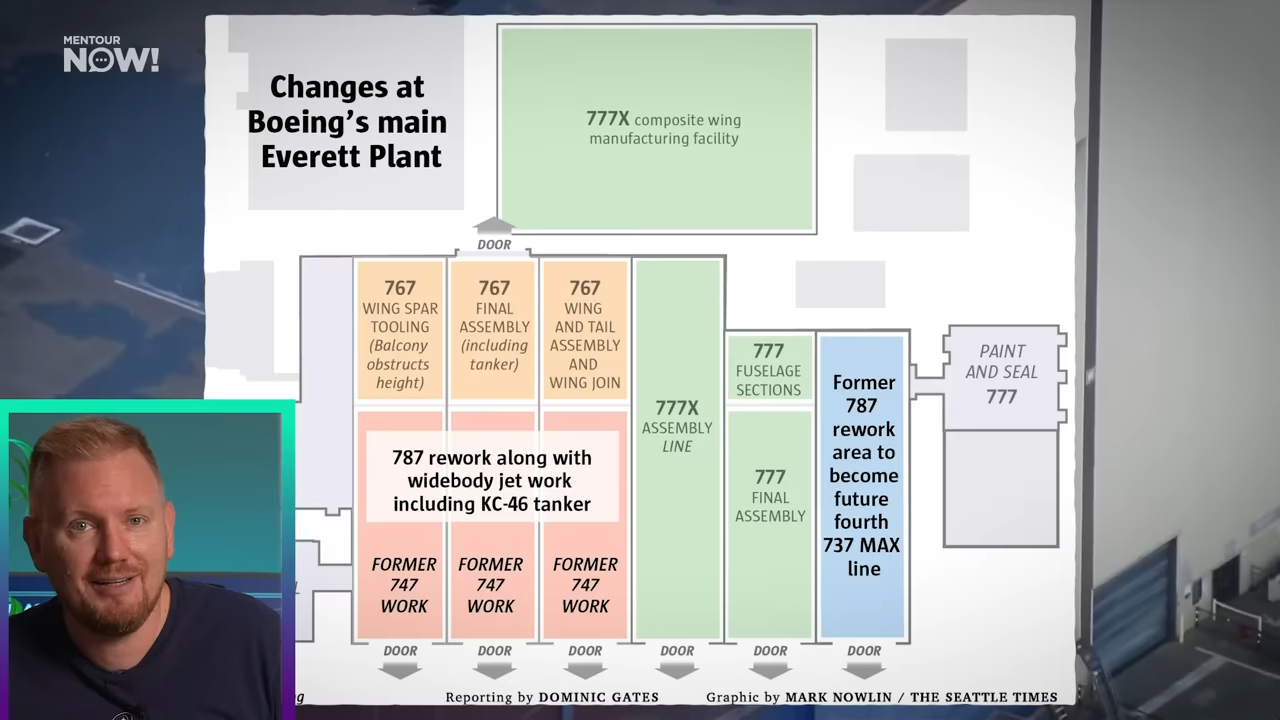 MENTOUR
NOW!
Changes at
Boeing's main
Everett Plant
777X composite wing
manufacturing facility
DOOR
767
WING SPAR
TOOLING
(Balcony
obstructs
height)
767
FINAL
ASSEMBLY
(including
tanker)
767
WING
AND TAIL
ASSEMBLY
AND
WING JOIN
777X
ASSEMBLY
LINE
777
FUSELAGE
SECTIONS
777
FINAL
ASSEMBLY
Former
787
rework
area to
become
future
fourth
737 MAX
line
PAINT
AND SEAL
777
787 rework along with
widebody jet work
including KC-46 tanker
FORMER
747
WORK
FORMER
747
WORK
FORMER
747
WORK
DOOR
DOOR
DOOR
DOOR
DOOR
DOOR
Reporting by DOMINIC GATES
Graphic by MARK NOWLIN / THE SEATTLE TIMES